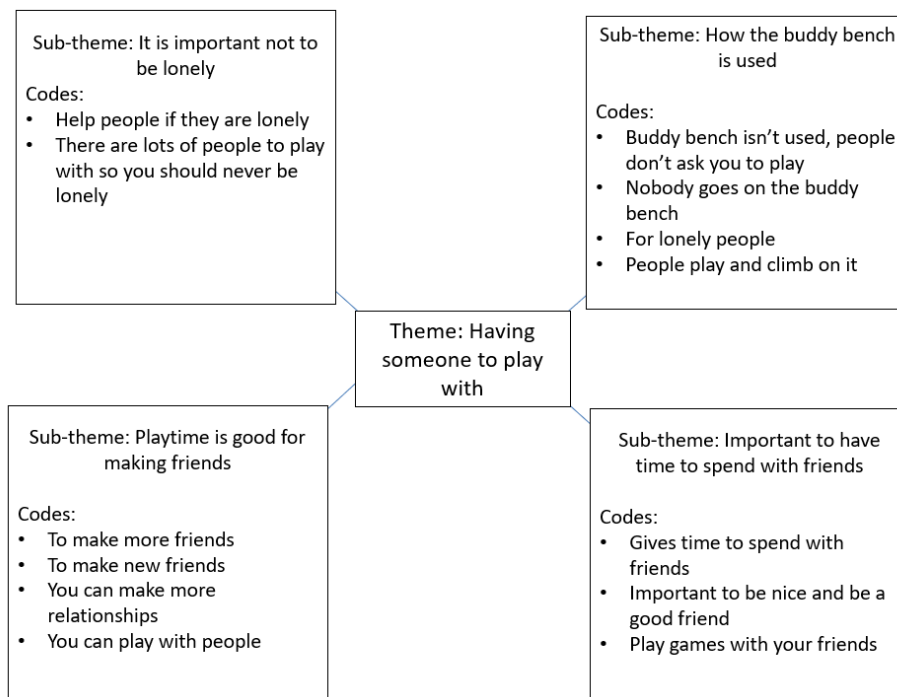 Sub-theme: It is important not to
be lonely
Codes:
• Help people if they are lonely
• There are lots of people to play
with so you should never be
lonely
Sub-theme: How the buddy bench
is used
Codes:
• Buddy bench isn’t used, people
don’t ask you to play
• Nobody goes on the buddy
bench
• For lonely people
• People play and climb on it
Theme: Having
someone to play
with
Sub-theme: Playtime is good for
making friends
Codes:
• To make more friends
• To make new friends
• You can make more
relationships
• You can play with people
Sub-theme: Important to have
time to spend with friends
Codes:
• Gives time to spend with
friends
• Important to be nice and be a
good friend
• Play games with your friends